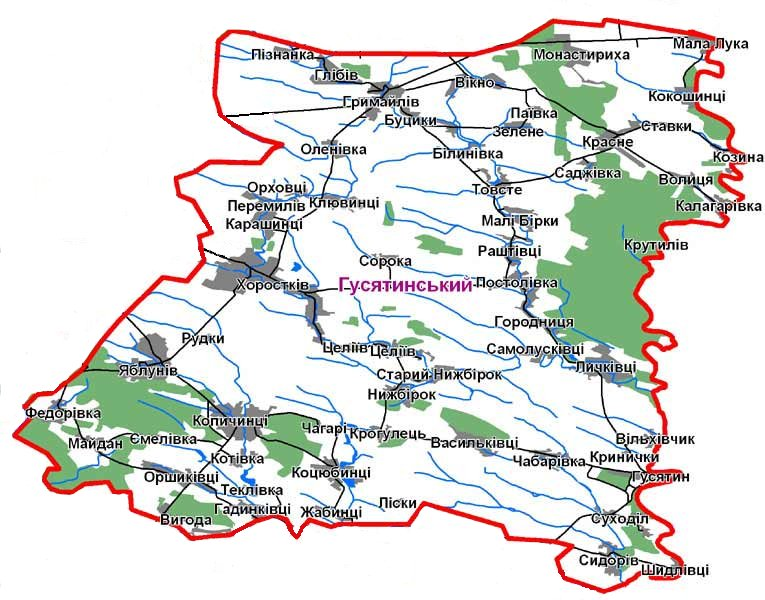 Мала Лука
Пізнанка
Монастириха
Глібів
Вікно
Гримайлів
Кокошинці
Буцики
Паївка
Зелене
Ставки
Красне
Оленівка
Білинівка
Козина
Саджівка
Волиця
Товсте
Орховці
Клювинці
Перемилів
Калагарівка
Карашинці
Малі Бірки
Крутилів
Раштівці
Сорока
Хоростків
Гусятинський
Постолівка
Городниця
Рудки
Целіїв
Целіїв
Самолусківці
Яблунів
Личківці
Старий Нижбірок
Нижбірок
Федорівка
Копичинці
Чагарі
Крогулець
Майдан
Ємелівка
Васильківці
Вільхівчик
Котівка
Чабарівка
Кринички
Оршиківці
Коцюбинці
Гусятин
Теклівка
Ліски
Гадинківці
Жабинці
Вигода
Суходіл
Сидорів
Шидлівці